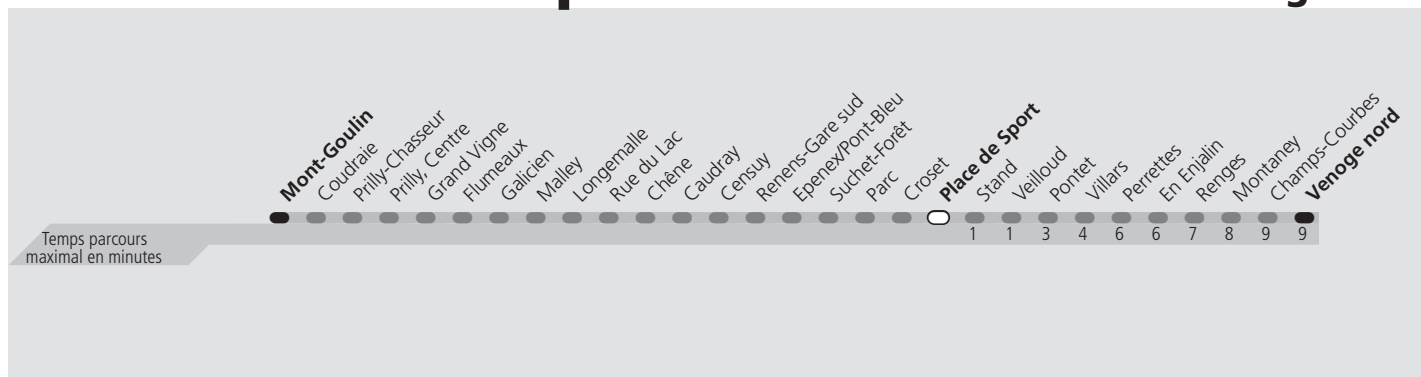 Mont-Goulin
Coudraie
Prilly-Chasseur
Prilly, Centre
Grand Vigne
Flumeaux
Galicien
Malley
Longemalle
Rue du Lac
Chêne
Caudray
Censuy
Renens-Gare sud
Epenex/Pont-Bleu
Suchet-Forêt
Parc
Croset
Place de Sport
Stand
Veilloud
Pontet
Villars
Perrettes
En Enjalin
Renges
Montaney
Champs-Courbes
Venoge nord
Temps parcours
maximal en minutes
1 1 3 4 6 6 7 8 9 9